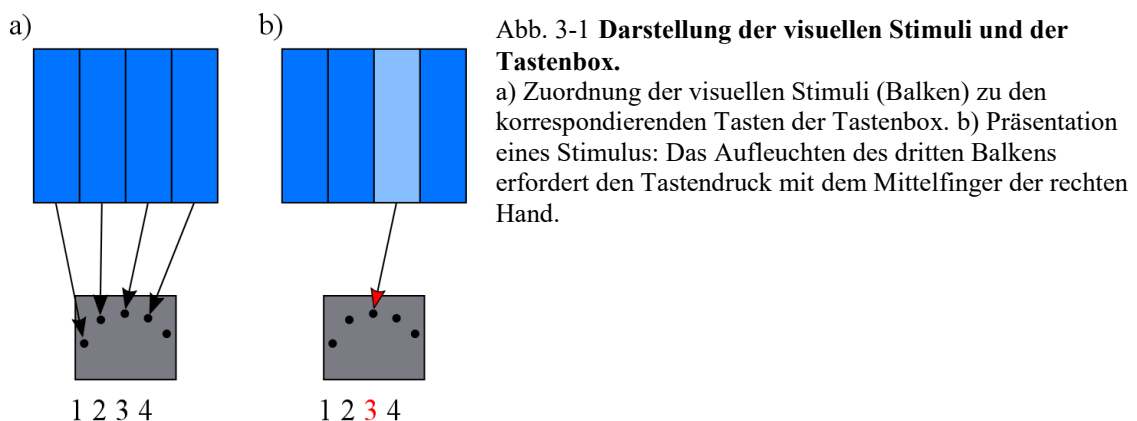 a)
b)
Abb. 3-1 Darstellung der visuellen Stimuli und der
Tastenbox.
a) Zuordnung der visuellen Stimuli (Balken) zu den
korrespondierenden Tasten der Tastenbox. b) Präsentation
eines Stimulus: Das Aufleuchten des dritten Balkens
erfordert den Tastendruck mit dem Mittelfinger der rechten
Hand.
1 2 3 4
1 2 3 4